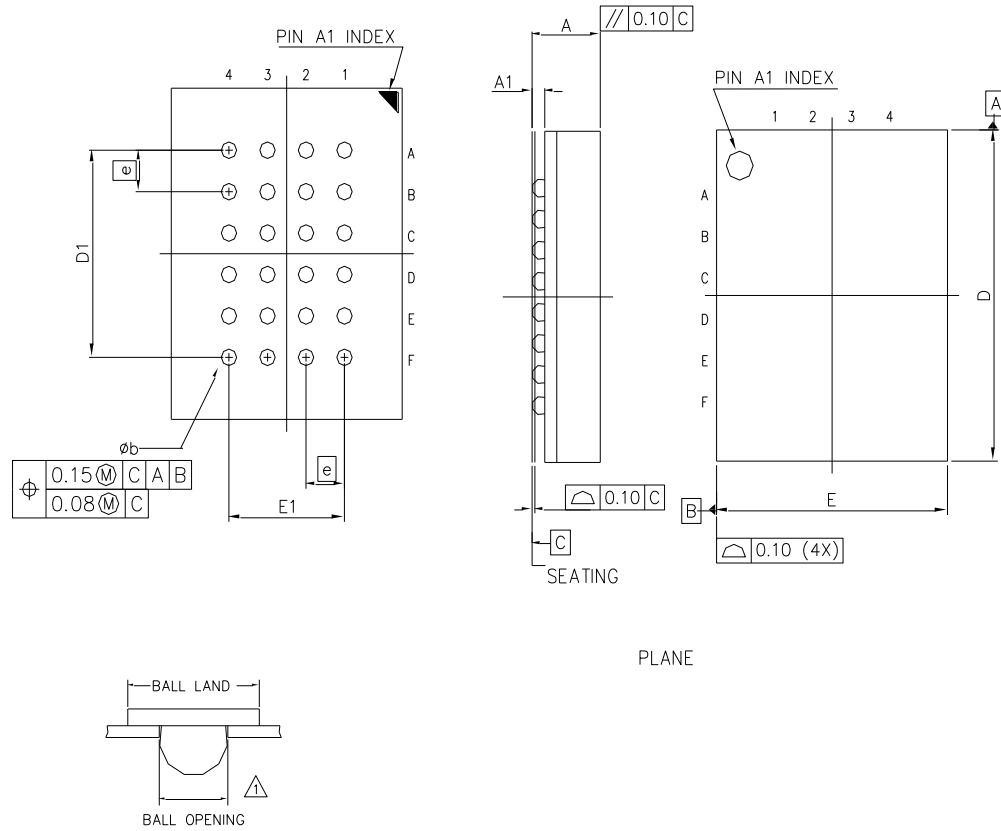 PIN A1 INDEX
4 3 2 1
A
B
C
D
E
F
e
D1
Øb
0.15 Ⓜ C A B
0.08 Ⓜ C
e
E1
A
// 0.10 C
A1
⌓ 0.10 C
C
SEATING
PLANE
PIN A1 INDEX
1 2 3 4
A
A
B
C
D
E
F
D
B
E
⌓ 0.10 (4X)
BALL LAND
1
BALL OPENING